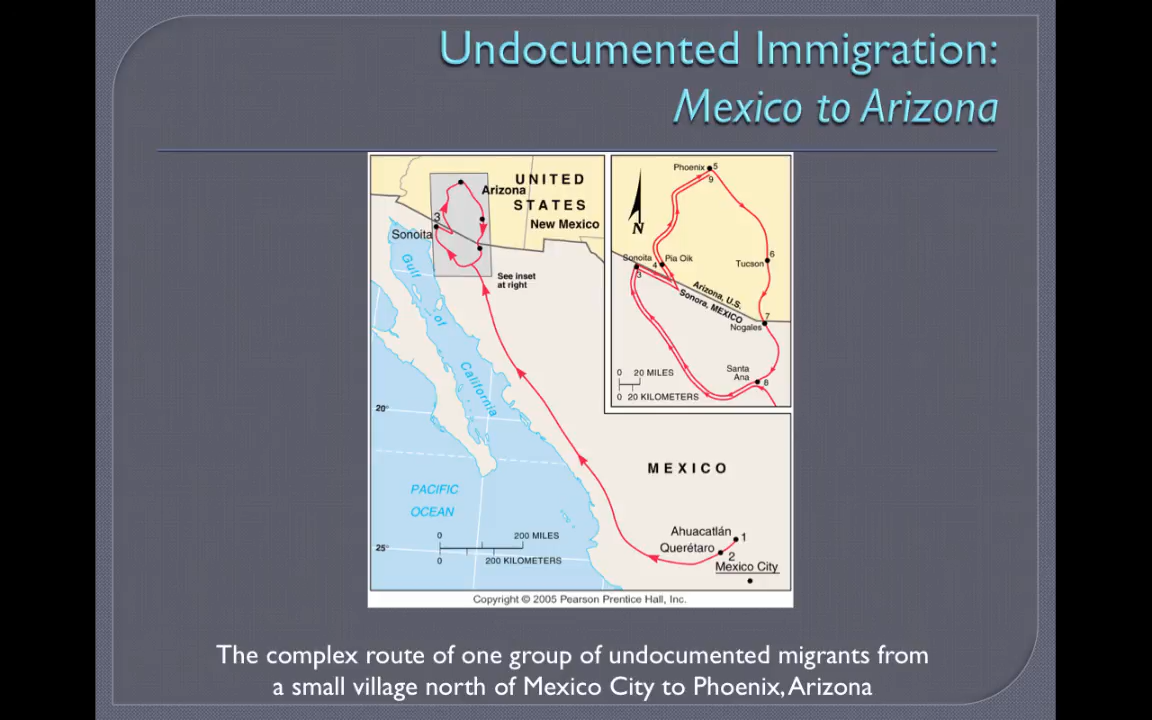 Undocumented Immigration:
Mexico to Arizona
UNITED
STATES
Arizona
New Mexico
3
Sonoita
See inset
at right
Gulf of California
20°
25°
PACIFIC
OCEAN
0 200 MILES
0 200 KILOMETERS
MEXICO
Ahuacatlán
1
Querétaro
2
Mexico City
Phoenix
5
9
N
Sonoita
3
4
Pia Oik
Tucson
6
Arizona, U.S.
Sonora, MEXICO
7
Nogales
Santa
Ana
8
0 20 MILES
0 20 KILOMETERS
Copyright © 2005 Pearson Prentice Hall, Inc.
The complex route of one group of undocumented migrants from
a small village north of Mexico City to Phoenix, Arizona